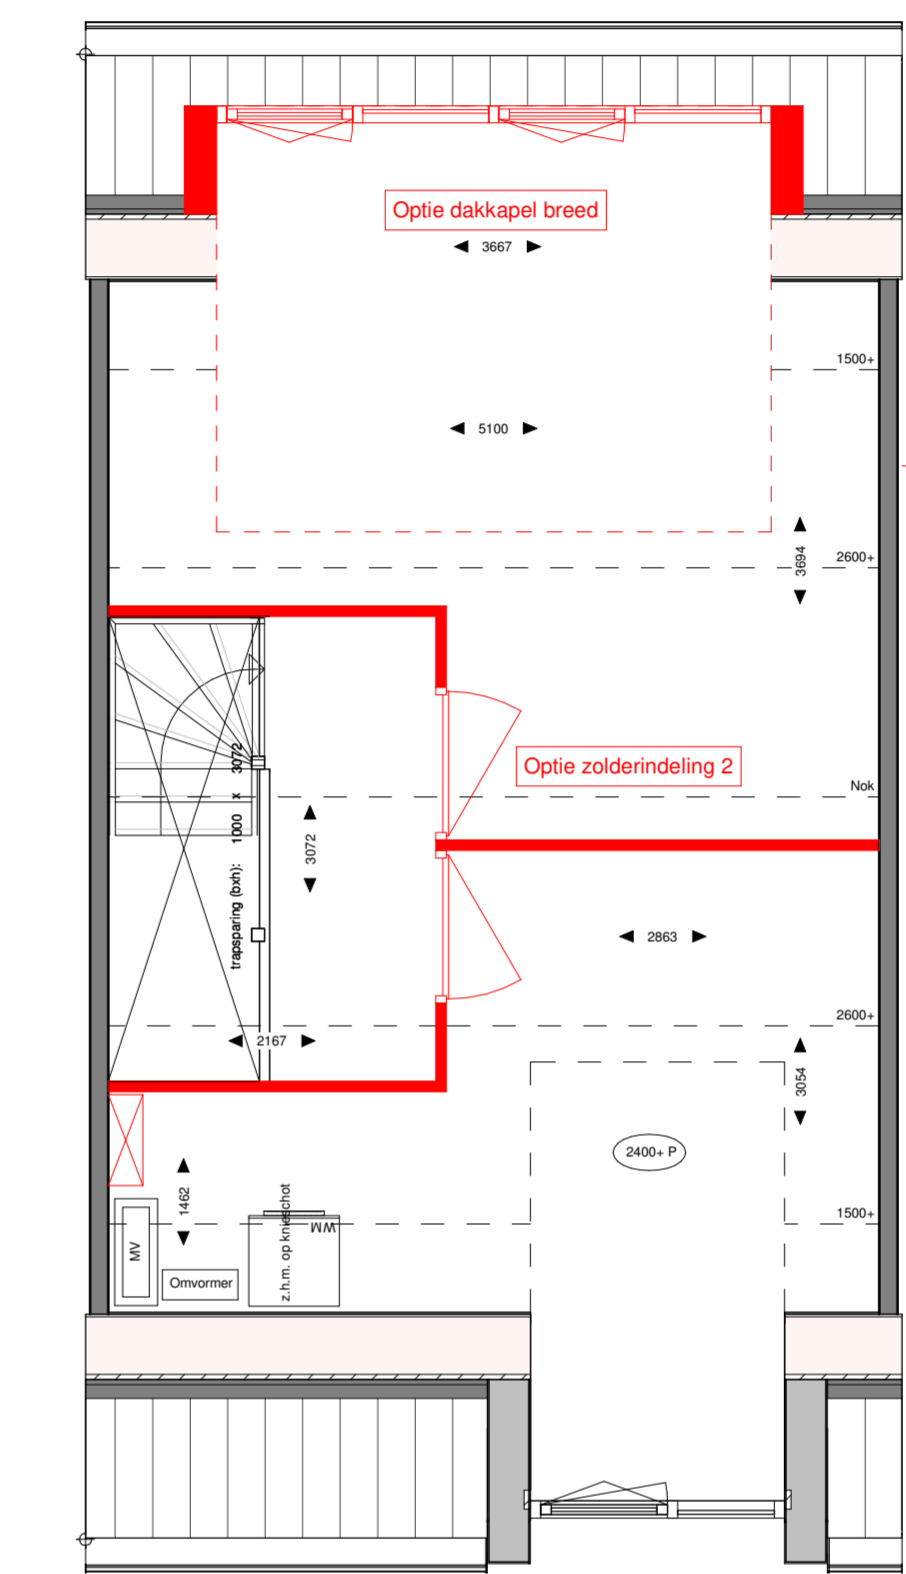 Optie dakkapel breed
3667
1500+
5100
3694
2600+
trapsparing (bxh): 1000 x 3072
Optie zolderindeling 2
Nok
3072
2863
2600+
2167
3054
2400+ P
1462
1500+
MV
Omvormer
z.h.m. op knieschot
WM